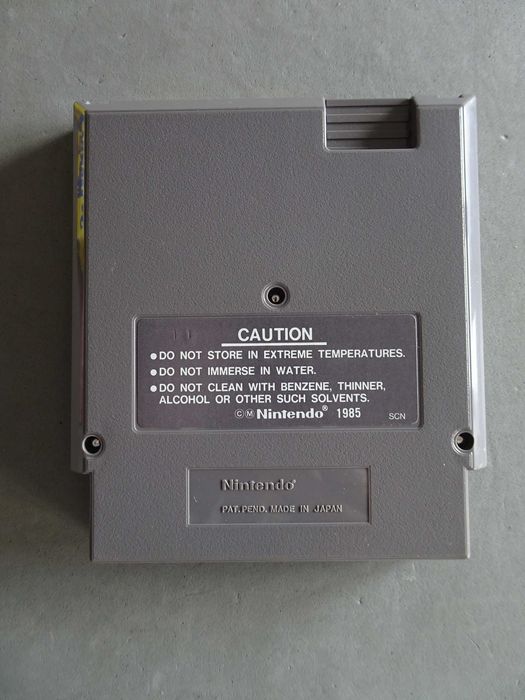 CAUTION
● DO NOT STORE IN EXTREME TEMPERATURES.
● DO NOT IMMERSE IN WATER.
● DO NOT CLEAN WITH BENZENE, THINNER,
ALCOHOL OR OTHER SUCH SOLVENTS.
©Ⓜ Nintendo® 1985 SCN
Nintendo®
PAT. PEND. MADE IN JAPAN